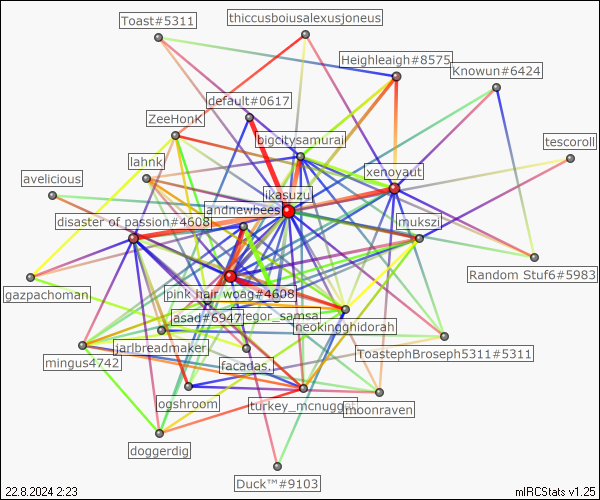 Toast#5311
thiccusboiusalexusjoneus
Heighleaigh#8575
Knowun#6424
default#0617
ZeeHonK
bigcitysamurai
tescoroll
lahnk
xenoyaut
avelicious
ikasuzu
andnewbees
disaster of passion#4608
mukszi
Random Stuf6#5983
gazpachoman
pink hair woag#4608
asad#6947
egor_samsa
neokingghidorah
jarlbreadmaker
ToastephBroseph5311#5311
mingus4742
facadas.
ogshroom
turkey_mcnugget
moonraven
doggerdig
Duck™#9103
22.8.2024 2:23
mIRCStats v1.25